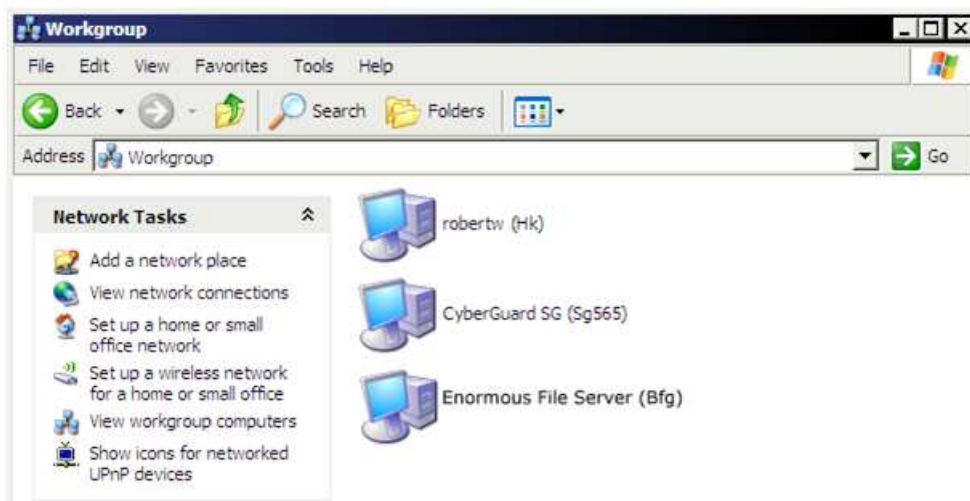 Workgroup
File Edit View Favorites Tools Help
Back Search Folders
Address Workgroup Go
Network Tasks
Add a network place
View network connections
Set up a home or small
office network
Set up a wireless network
for a home or small office
View workgroup computers
Show icons for networked
UPnP devices
robertw (Hk)
CyberGuard SG (Sg565)
Enormous File Server (Bfg)